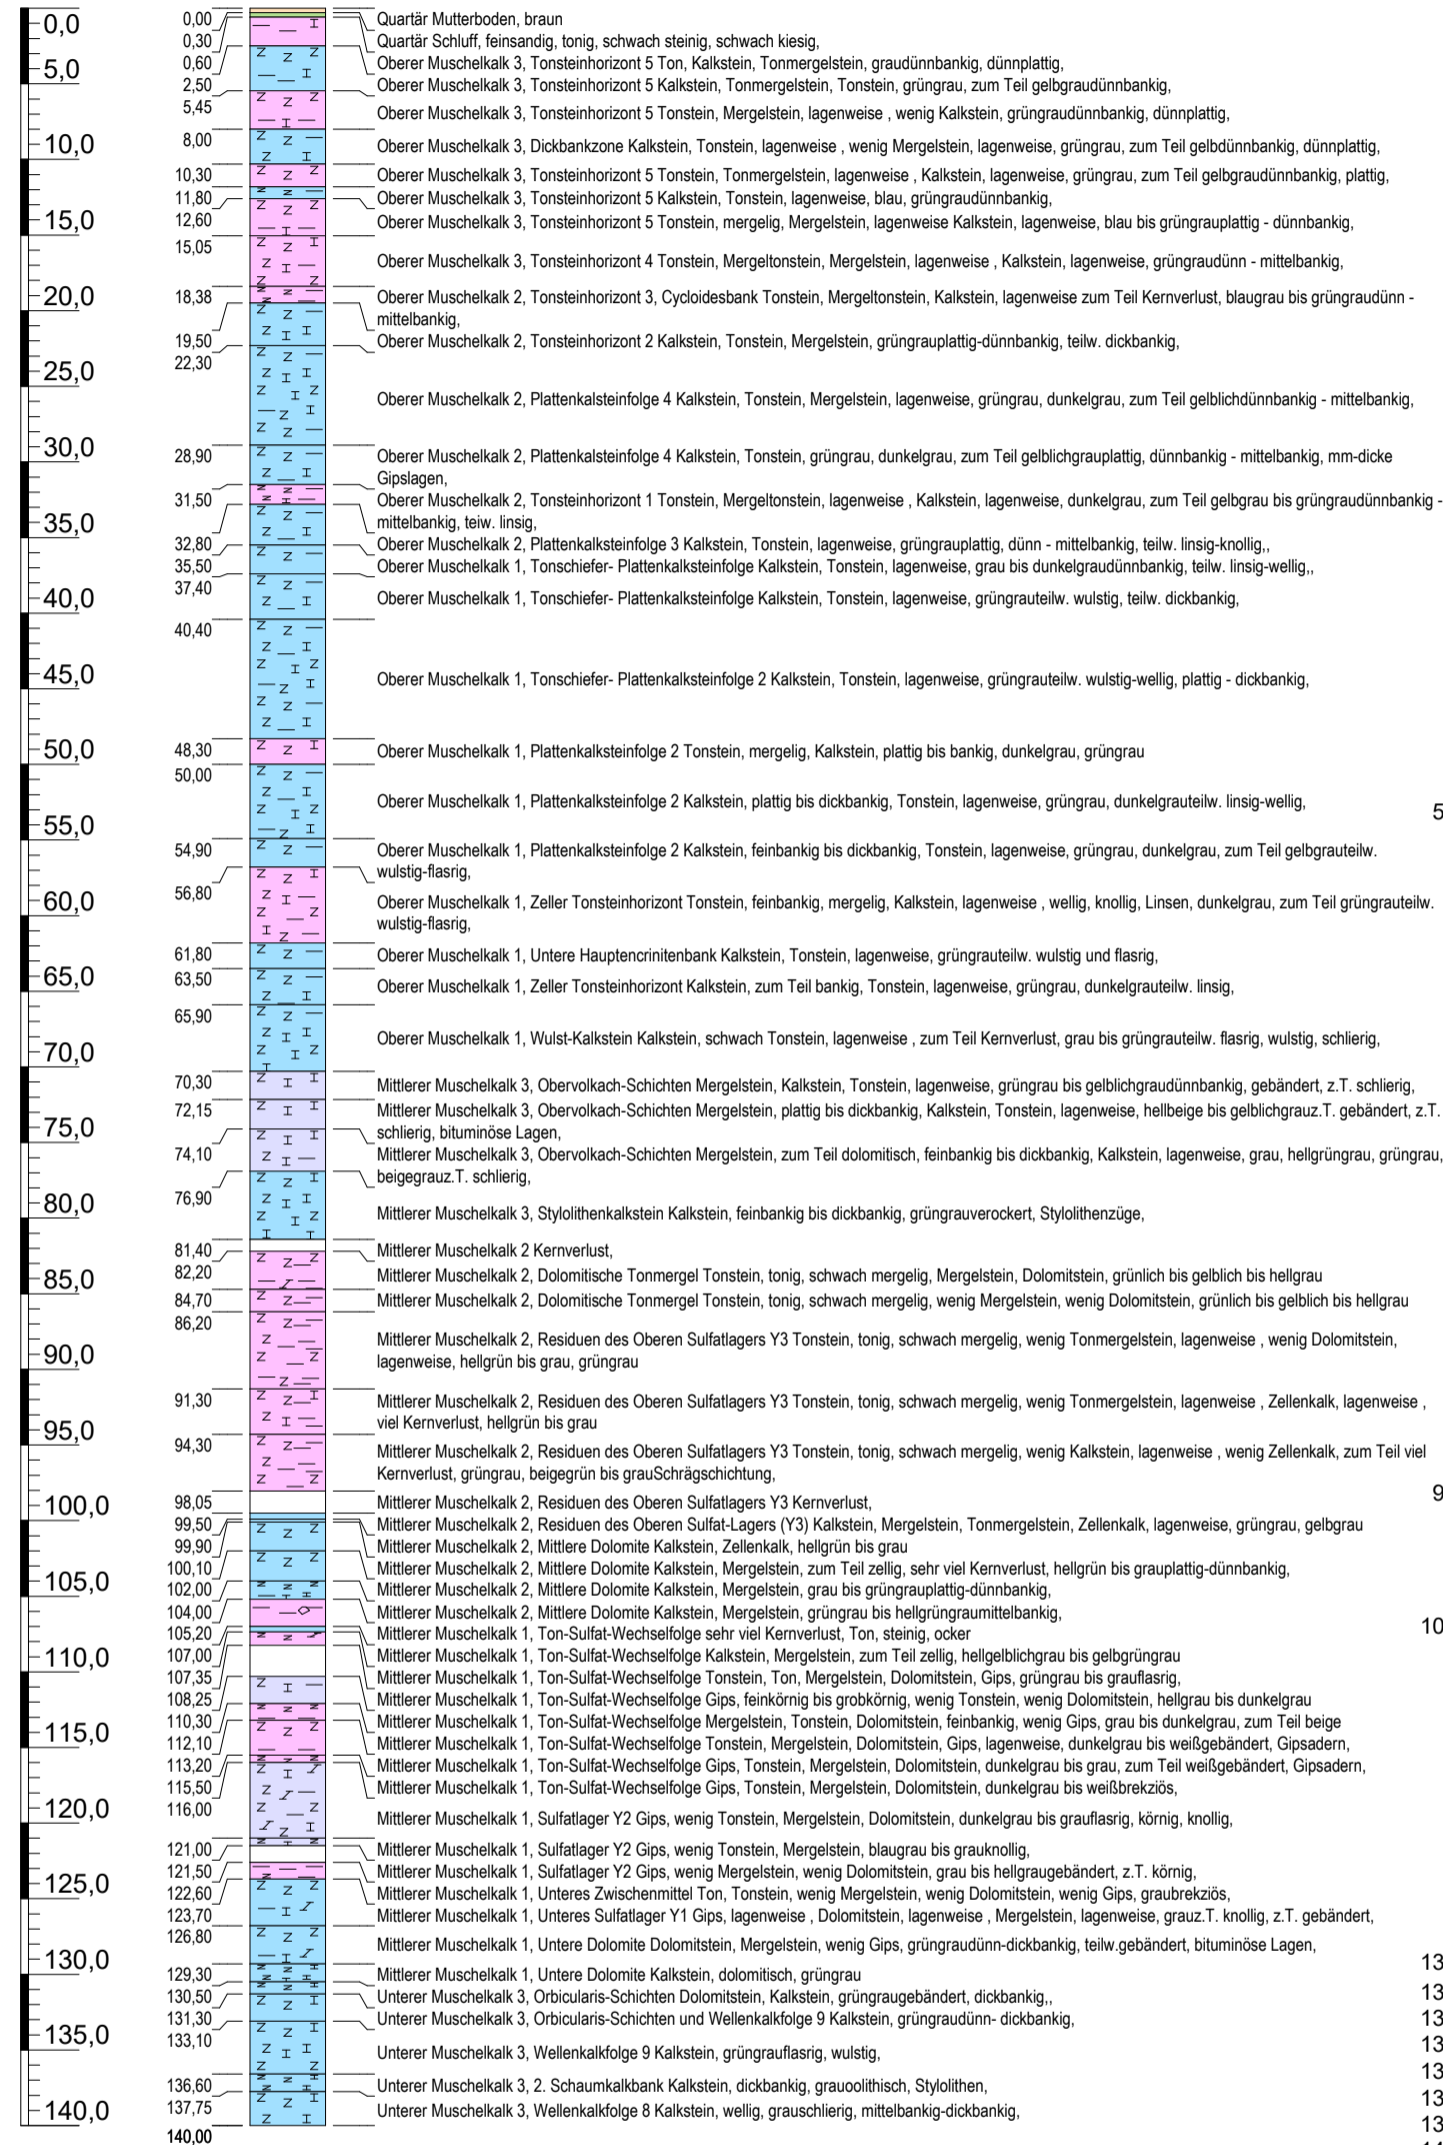 0,0
5,0
10,0
15,0
20,0
25,0
30,0
35,0
40,0
45,0
50,0
55,0
60,0
65,0
70,0
75,0
80,0
85,0
90,0
95,0
100,0
105,0
110,0
115,0
120,0
125,0
130,0
135,0
140,0
0,00
0,30
0,60
2,50
5,45
8,00
10,30
11,80
12,60
15,05
18,38
19,50
22,30
28,90
31,50
32,80
35,50
37,40
40,40
48,30
50,00
54,90
56,80
61,80
63,50
65,90
70,30
72,15
74,10
76,90
81,40
82,20
84,70
86,20
91,30
94,30
98,05
99,50
99,90
100,10
102,00
104,00
105,20
107,00
107,35
108,25
110,30
112,10
113,20
115,50
116,00
121,00
121,50
122,60
123,70
126,80
129,30
130,50
131,30
133,10
136,60
137,75
140,00
Quartär Mutterboden, braun
Quartär Schluff, feinsandig, tonig, schwach steinig, schwach kiesig,
Oberer Muschelkalk 3, Tonsteinhorizont 5 Ton, Kalkstein, Tonmergelstein, graudünnbankig, dünnplattig,
Oberer Muschelkalk 3, Tonsteinhorizont 5 Kalkstein, Tonmergelstein, Tonstein, grüngrau, zum Teil gelbgraudünnbankig,
Oberer Muschelkalk 3, Tonsteinhorizont 5 Tonstein, Mergelstein, lagenweise , wenig Kalkstein, grüngraudünnbankig, dünnplattig,
Oberer Muschelkalk 3, Dickbankzone Kalkstein, Tonstein, lagenweise , wenig Mergelstein, lagenweise, grüngrau, zum Teil gelbdünnbankig, dünnplattig,
Oberer Muschelkalk 3, Tonsteinhorizont 5 Tonstein, Tonmergelstein, lagenweise , Kalkstein, lagenweise, grüngrau, zum Teil gelbgraudünnbankig, plattig,
Oberer Muschelkalk 3, Tonsteinhorizont 5 Kalkstein, Tonstein, lagenweise, blau, grüngraudünnbankig,
Oberer Muschelkalk 3, Tonsteinhorizont 5 Tonstein, mergelig, Mergelstein, lagenweise Kalkstein, lagenweise, blau bis grüngrauplattig - dünnbankig,
Oberer Muschelkalk 3, Tonsteinhorizont 4 Tonstein, Mergeltonstein, Mergelstein, lagenweise , Kalkstein, lagenweise, grüngraudünn - mittelbankig,
Oberer Muschelkalk 2, Tonsteinhorizont 3, Cycloidesbank Tonstein, Mergeltonstein, Kalkstein, lagenweise zum Teil Kernverlust, blaugrau bis grüngraudünn -
mittelbankig,
Oberer Muschelkalk 2, Tonsteinhorizont 2 Kalkstein, Tonstein, Mergelstein, grüngrauplattig-dünnbankig, teilw. dickbankig,
Oberer Muschelkalk 2, Plattenkalsteinfolge 4 Kalkstein, Tonstein, Mergelstein, lagenweise, grüngrau, dunkelgrau, zum Teil gelblichdünnbankig - mittelbankig,
Oberer Muschelkalk 2, Plattenkalsteinfolge 4 Kalkstein, Tonstein, grüngrau, dunkelgrau, zum Teil gelblichgrauplattig, dünnbankig - mittelbankig, mm-dicke
Gipslagen,
Oberer Muschelkalk 2, Tonsteinhorizont 1 Tonstein, Mergeltonstein, lagenweise , Kalkstein, lagenweise, dunkelgrau, zum Teil gelbgrau bis grüngraudünnbankig -
mittelbankig, teiw. linsig,
Oberer Muschelkalk 2, Plattenkalksteinfolge 3 Kalkstein, Tonstein, lagenweise, grüngrauplattig, dünn - mittelbankig, teilw. linsig-knollig,,
Oberer Muschelkalk 1, Tonschiefer- Plattenkalksteinfolge Kalkstein, Tonstein, lagenweise, grau bis dunkelgraudünnbankig, teilw. linsig-wellig,,
Oberer Muschelkalk 1, Tonschiefer- Plattenkalksteinfolge Kalkstein, Tonstein, lagenweise, grüngrauteilw. wulstig, teilw. dickbankig,
Oberer Muschelkalk 1, Tonschiefer- Plattenkalksteinfolge 2 Kalkstein, Tonstein, lagenweise, grüngrauteilw. wulstig-wellig, plattig - dickbankig,
Oberer Muschelkalk 1, Plattenkalksteinfolge 2 Tonstein, mergelig, Kalkstein, plattig bis bankig, dunkelgrau, grüngrau
Oberer Muschelkalk 1, Plattenkalksteinfolge 2 Kalkstein, plattig bis dickbankig, Tonstein, lagenweise, grüngrau, dunkelgrauteilw. linsig-wellig,
Oberer Muschelkalk 1, Plattenkalksteinfolge 2 Kalkstein, feinbankig bis dickbankig, Tonstein, lagenweise, grüngrau, dunkelgrau, zum Teil gelbgrauteilw.
wulstig-flasrig,
Oberer Muschelkalk 1, Zeller Tonsteinhorizont Tonstein, feinbankig, mergelig, Kalkstein, lagenweise , wellig, knollig, Linsen, dunkelgrau, zum Teil grüngrauteilw.
wulstig-flasrig,
Oberer Muschelkalk 1, Untere Hauptencrinitenbank Kalkstein, Tonstein, lagenweise, grüngrauteilw. wulstig und flasrig,
Oberer Muschelkalk 1, Zeller Tonsteinhorizont Kalkstein, zum Teil bankig, Tonstein, lagenweise, grüngrau, dunkelgrauteilw. linsig,
Oberer Muschelkalk 1, Wulst-Kalkstein Kalkstein, schwach Tonstein, lagenweise , zum Teil Kernverlust, grau bis grüngrauteilw. flasrig, wulstig, schlierig,
Mittlerer Muschelkalk 3, Obervolkach-Schichten Mergelstein, Kalkstein, Tonstein, lagenweise, grüngrau bis gelblichgraudünnbankig, gebändert, z.T. schlierig,
Mittlerer Muschelkalk 3, Obervolkach-Schichten Mergelstein, plattig bis dickbankig, Kalkstein, Tonstein, lagenweise, hellbeige bis gelblichgrauz.T. gebändert, z.T.
schlierig, bituminöse Lagen,
Mittlerer Muschelkalk 3, Obervolkach-Schichten Mergelstein, zum Teil dolomitisch, feinbankig bis dickbankig, Kalkstein, lagenweise, grau, hellgrüngrau, grüngrau,
beigegrauz.T. schlierig,
Mittlerer Muschelkalk 3, Stylolithenkalkstein Kalkstein, feinbankig bis dickbankig, grüngrauverockert, Stylolithenzüge,
Mittlerer Muschelkalk 2 Kernverlust,
Mittlerer Muschelkalk 2, Dolomitische Tonmergel Tonstein, tonig, schwach mergelig, Mergelstein, Dolomitstein, grünlich bis gelblich bis hellgrau
Mittlerer Muschelkalk 2, Dolomitische Tonmergel Tonstein, tonig, schwach mergelig, wenig Mergelstein, wenig Dolomitstein, grünlich bis gelblich bis hellgrau
Mittlerer Muschelkalk 2, Residuen des Oberen Sulfatlagers Y3 Tonstein, tonig, schwach mergelig, wenig Tonmergelstein, lagenweise , wenig Dolomitstein,
lagenweise, hellgrün bis grau, grüngrau
Mittlerer Muschelkalk 2, Residuen des Oberen Sulfatlagers Y3 Tonstein, tonig, schwach mergelig, wenig Tonmergelstein, lagenweise , Zellenkalk, lagenweise ,
viel Kernverlust, hellgrün bis grau
Mittlerer Muschelkalk 2, Residuen des Oberen Sulfatlagers Y3 Tonstein, tonig, schwach mergelig, wenig Kalkstein, lagenweise , wenig Zellenkalk, zum Teil viel
Kernverlust, grüngrau, beigegrün bis grauSchrägschichtung,
Mittlerer Muschelkalk 2, Residuen des Oberen Sulfatlagers Y3 Kernverlust,
Mittlerer Muschelkalk 2, Residuen des Oberen Sulfat-Lagers (Y3) Kalkstein, Mergelstein, Tonmergelstein, Zellenkalk, lagenweise, grüngrau, gelbgrau
Mittlerer Muschelkalk 2, Mittlere Dolomite Kalkstein, Zellenkalk, hellgrün bis grau
Mittlerer Muschelkalk 2, Mittlere Dolomite Kalkstein, Mergelstein, zum Teil zellig, sehr viel Kernverlust, hellgrün bis grauplattig-dünnbankig,
Mittlerer Muschelkalk 2, Mittlere Dolomite Kalkstein, Mergelstein, grau bis grüngrauplattig-dünnbankig,
Mittlerer Muschelkalk 2, Mittlere Dolomite Kalkstein, Mergelstein, grüngrau bis hellgrüngraumittelbankig,
Mittlerer Muschelkalk 1, Ton-Sulfat-Wechselfolge sehr viel Kernverlust, Ton, steinig, ocker
Mittlerer Muschelkalk 1, Ton-Sulfat-Wechselfolge Kalkstein, Mergelstein, zum Teil zellig, hellgelblichgrau bis gelbgrüngrau
Mittlerer Muschelkalk 1, Ton-Sulfat-Wechselfolge Tonstein, Ton, Mergelstein, Dolomitstein, Gips, grüngrau bis grauflasrig,
Mittlerer Muschelkalk 1, Ton-Sulfat-Wechselfolge Gips, feinkörnig bis grobkörnig, wenig Tonstein, wenig Dolomitstein, hellgrau bis dunkelgrau
Mittlerer Muschelkalk 1, Ton-Sulfat-Wechselfolge Mergelstein, Tonstein, Dolomitstein, feinbankig, wenig Gips, grau bis dunkelgrau, zum Teil beige
Mittlerer Muschelkalk 1, Ton-Sulfat-Wechselfolge Tonstein, Mergelstein, Dolomitstein, Gips, lagenweise, dunkelgrau bis weißgebändert, Gipsadern,
Mittlerer Muschelkalk 1, Ton-Sulfat-Wechselfolge Gips, Tonstein, Mergelstein, Dolomitstein, dunkelgrau bis grau, zum Teil weißgebändert, Gipsadern,
Mittlerer Muschelkalk 1, Ton-Sulfat-Wechselfolge Gips, Tonstein, Mergelstein, Dolomitstein, dunkelgrau bis weißbrekziös,
Mittlerer Muschelkalk 1, Sulfatlager Y2 Gips, wenig Tonstein, Mergelstein, Dolomitstein, dunkelgrau bis grauflasrig, körnig, knollig,
Mittlerer Muschelkalk 1, Sulfatlager Y2 Gips, wenig Tonstein, Mergelstein, blaugrau bis grauknollig,
Mittlerer Muschelkalk 1, Sulfatlager Y2 Gips, wenig Mergelstein, wenig Dolomitstein, grau bis hellgraugebändert, z.T. körnig,
Mittlerer Muschelkalk 1, Unteres Zwischenmittel Ton, Tonstein, wenig Mergelstein, wenig Dolomitstein, wenig Gips, graubrekziös,
Mittlerer Muschelkalk 1, Unteres Sulfatlager Y1 Gips, lagenweise , Dolomitstein, lagenweise , Mergelstein, lagenweise, grauz.T. knollig, z.T. gebändert,
Mittlerer Muschelkalk 1, Untere Dolomite Dolomitstein, Mergelstein, wenig Gips, grüngraudünn-dickbankig, teilw.gebändert, bituminöse Lagen,
Mittlerer Muschelkalk 1, Untere Dolomite Kalkstein, dolomitisch, grüngrau
Unterer Muschelkalk 3, Orbicularis-Schichten Dolomitstein, Kalkstein, grüngraugebändert, dickbankig,,
Unterer Muschelkalk 3, Orbicularis-Schichten und Wellenkalkfolge 9 Kalkstein, grüngraudünn- dickbankig,
Unterer Muschelkalk 3, Wellenkalkfolge 9 Kalkstein, grüngrauflasrig, wulstig,
Unterer Muschelkalk 3, 2. Schaumkalkbank Kalkstein, dickbankig, grauoolithisch, Stylolithen,
Unterer Muschelkalk 3, Wellenkalkfolge 8 Kalkstein, wellig, grauschlierig, mittelbankig-dickbankig,
5
9
10
13
13
13
13
13
13
13